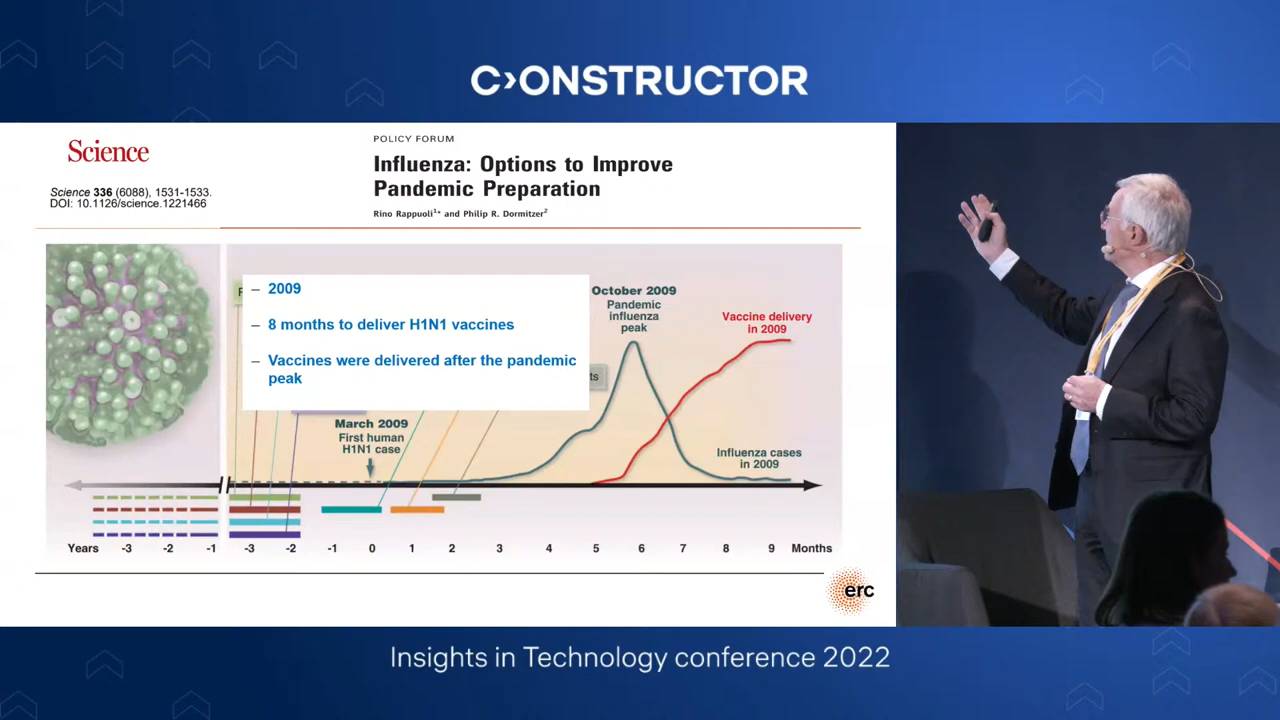 C›ONSTRUCTOR
Science
Science 336 (6088), 1531-1533.
DOI: 10.1126/science.1221466
POLICY FORUM
Influenza: Options to Improve
Pandemic Preparation
Rino Rappuoli¹* and Philip R. Dormitzer²
– 2009
– 8 months to deliver H1N1 vaccines
– Vaccines were delivered after the pandemic
peak
October 2009
Pandemic
influenza
peak
Vaccine delivery
in 2009
March 2009
First human
H1N1 case
Influenza cases
in 2009
Years -3 -2 -1 -3 -2 -1 0 1 2 3 4 5 6 7 8 9 Months
erc
Insights in Technology conference 2022